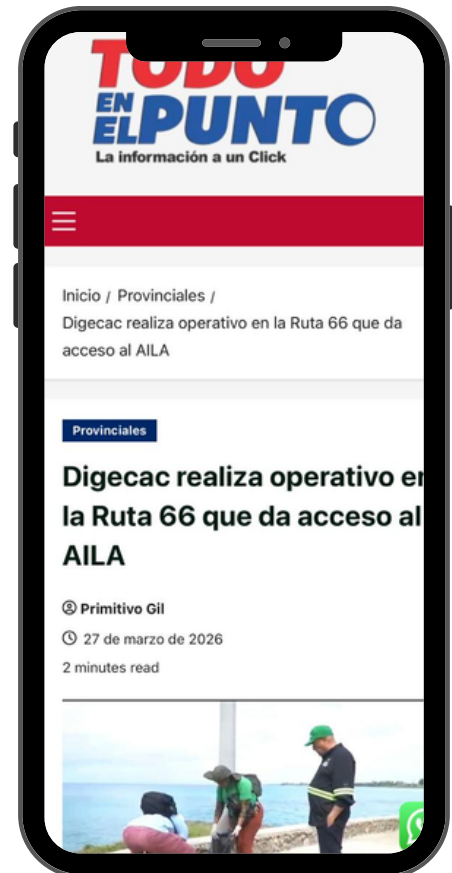 TODO
EN
EL PUNTO
La información a un Click
Inicio / Provinciales /
Digecac realiza operativo en la Ruta 66 que da
acceso al AILA
Provinciales
Digecac realiza operativo en
la Ruta 66 que da acceso al
AILA
Primitivo Gil
27 de marzo de 2026
2 minutes read